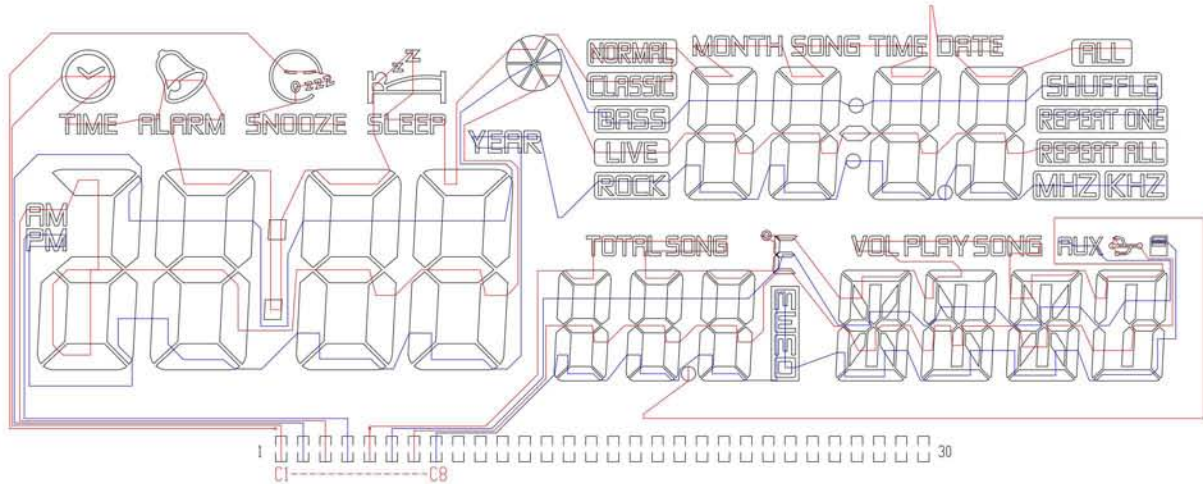 NORMAL MONTH SONG TIME DATE ALL
CLASSIC SHUFFLE
TIME ALARM SNOOZE SLEEP BASS REPEAT ONE
YEAR LIVE REPEAT ALL
ROCK MHZ KHZ
AM
PM
TOTAL SONG VOL PLAY SONG AUX
DEMO
1 30
C1 C8